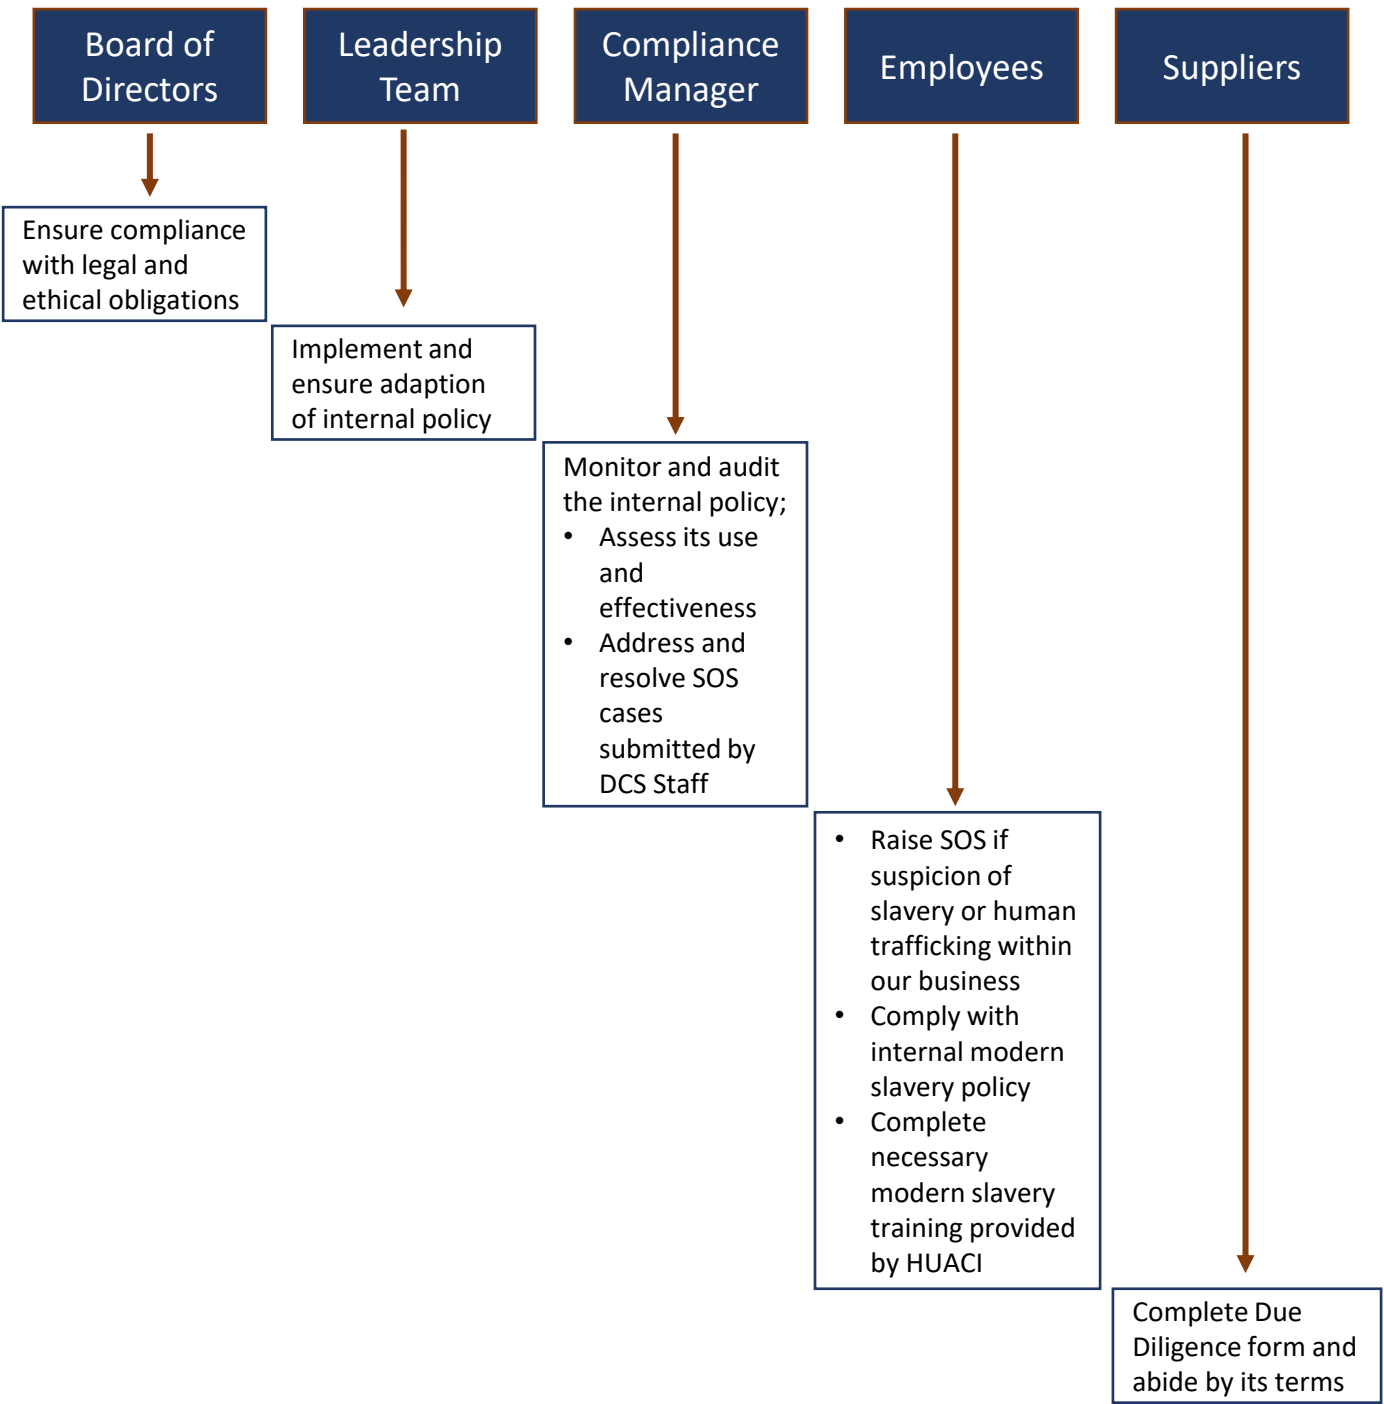 Board of
Directors
Leadership
Team
Compliance
Manager
Employees
Suppliers
Ensure compliance
with legal and
ethical obligations
Implement and
ensure adaption
of internal policy
Monitor and audit
the internal policy;
• Assess its use
and
effectiveness
• Address and
resolve SOS
cases
submitted by
DCS Staff
• Raise SOS if
suspicion of
slavery or human
trafficking within
our business
• Comply with
internal modern
slavery policy
• Complete
necessary
modern slavery
training provided
by HUACI
Complete Due
Diligence form and
abide by its terms